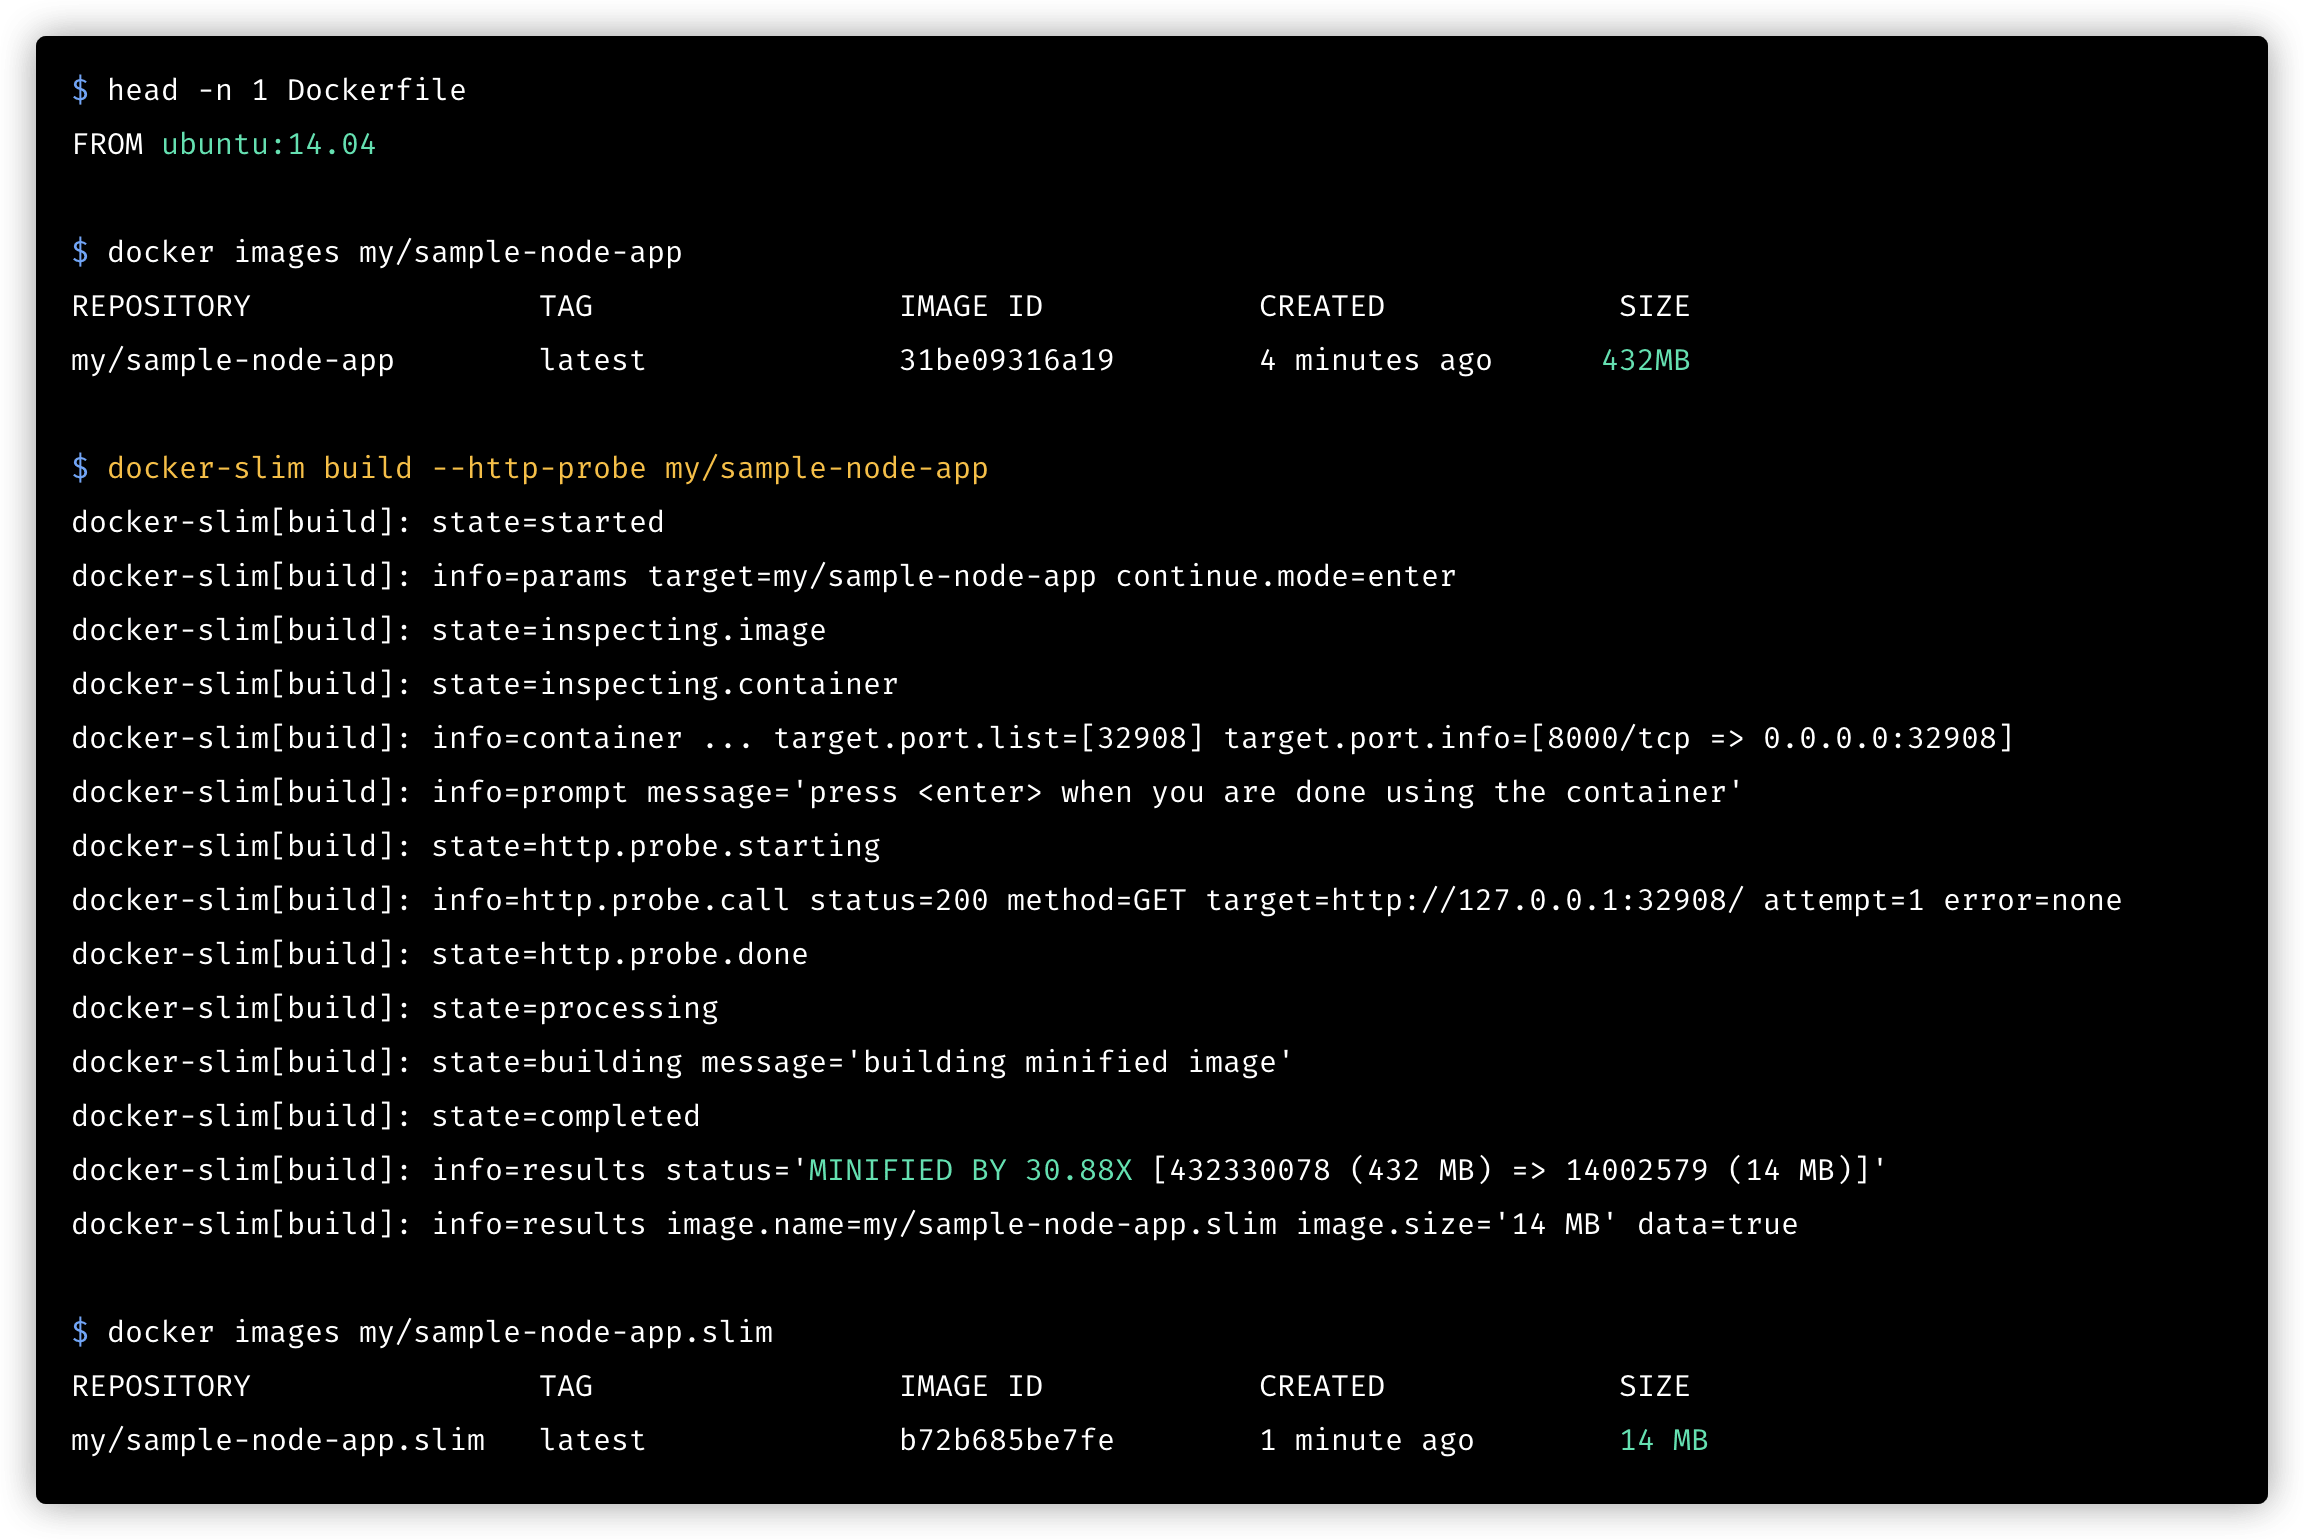 $ head -n 1 Dockerfile
FROM ubuntu:14.04
$ docker images my/sample-node-app
REPOSITORY                TAG                 IMAGE ID            CREATED             SIZE
my/sample-node-app        latest              31be09316a19        4 minutes ago      432MB
$ docker-slim build --http-probe my/sample-node-app
docker-slim[build]: state=started
docker-slim[build]: info=params target=my/sample-node-app continue.mode=enter
docker-slim[build]: state=inspecting.image
docker-slim[build]: state=inspecting.container
docker-slim[build]: info=container ... target.port.list=[32908] target.port.info=[8000/tcp => 0.0.0.0:32908]
docker-slim[build]: info=prompt message='press <enter> when you are done using the container'
docker-slim[build]: state=http.probe.starting
docker-slim[build]: info=http.probe.call status=200 method=GET target=http://127.0.0.1:32908/ attempt=1 error=none
docker-slim[build]: state=http.probe.done
docker-slim[build]: state=processing
docker-slim[build]: state=building message='building minified image'
docker-slim[build]: state=completed
docker-slim[build]: info=results status='MINIFIED BY 30.88X [432330078 (432 MB) => 14002579 (14 MB)]'
docker-slim[build]: info=results image.name=my/sample-node-app.slim image.size='14 MB' data=true
$ docker images my/sample-node-app.slim
REPOSITORY                TAG                 IMAGE ID            CREATED             SIZE
my/sample-node-app.slim   latest              b72b685be7fe        1 minute ago        14 MB